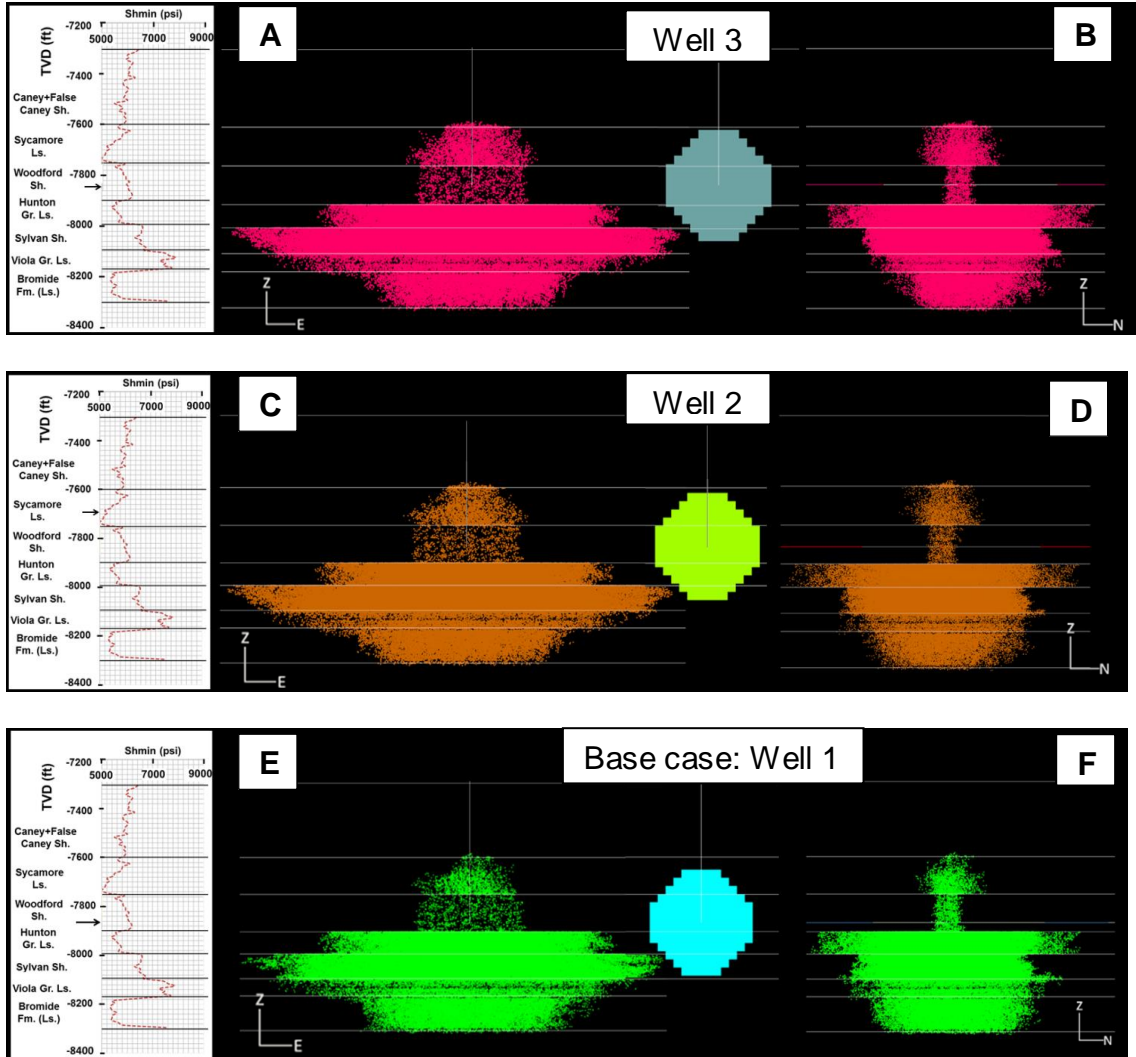 Shmin (psi)
-7200
5000 7000 9000
TVD (ft)
-7400
Caney+False
Caney Sh.
-7600
Sycamore
Ls.
Woodford
-7800
Sh.
Hunton
Gr. Ls.
-8000
Sylvan Sh.
Viola Gr. Ls.
-8200
Bromide
Fm. (Ls.)
-8400
A
Well 3
B
Z
E
Z
N
Shmin (psi)
-7200
5000 7000 9000
TVD (ft)
-7400
Caney+False
Caney Sh.
-7600
Sycamore
Ls.
-7800
Woodford
Sh.
Hunton
Gr. Ls.
-8000
Sylvan Sh.
Viola Gr. Ls.
-8200
Bromide
Fm. (Ls.)
-8400
C
Well 2
D
Z
E
Z
N
Shmin (psi)
-7200
5000 7000 9000
TVD (ft)
-7400
Caney+False
Caney Sh.
-7600
Sycamore
Ls.
Woodford
-7800
Sh.
Hunton
Gr. Ls.
-8000
Sylvan Sh.
Viola Gr. Ls.
-8200
Bromide
Fm. (Ls.)
-8400
E
Base case: Well 1
F
Z
E
Z
N